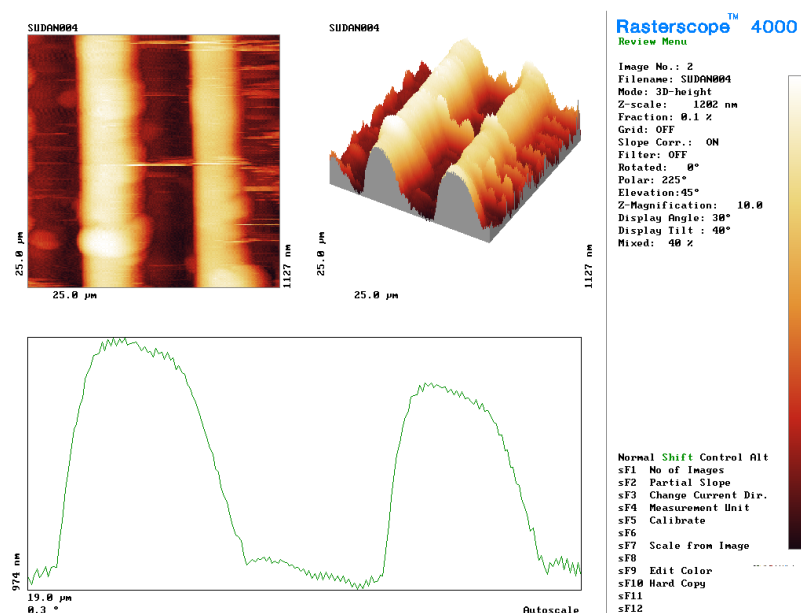 SUDAN004
25.0 µm
25.0 µm
1127 nm
SUDAN004
25.0 µm
25.0 µm
1127 nm
974 nm
19.0 µm
0.3 °
Autoscale
Rasterscope™ 4000
Review Menu
Image No.: 2
Filename: SUDAN004
Mode: 3D-height
Z-scale: 1202 nm
Fraction: 0.1 %
Grid: OFF
Slope Corr.: ON
Filter: OFF
Rotated: 0°
Polar: 225°
Elevation:45°
Z-Magnification: 10.0
Display Angle: 30°
Display Tilt : 40°
Mixed: 40 %
Normal Shift Control Alt
sF1 No of Images
sF2 Partial Slope
sF3 Change Current Dir.
sF4 Measurement Unit
sF5 Calibrate
sF6
sF7 Scale from Image
sF8
sF9 Edit Color
sF10 Hard Copy
sF11
sF12